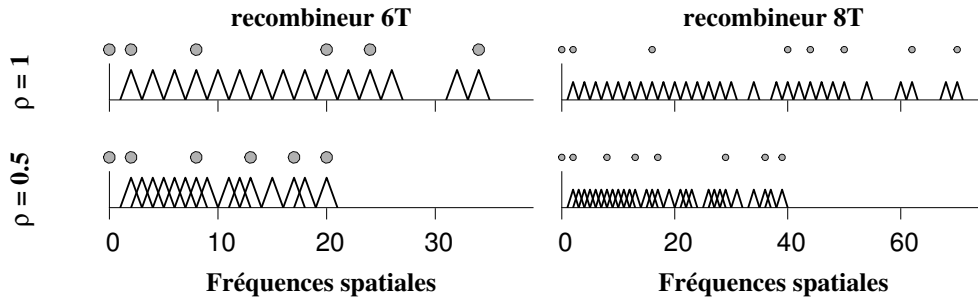 recombineur 6T
recombineur 8T
ρ = 1
ρ = 0.5
0 10 20 30
0 20 40 60
Fréquences spatiales
Fréquences spatiales